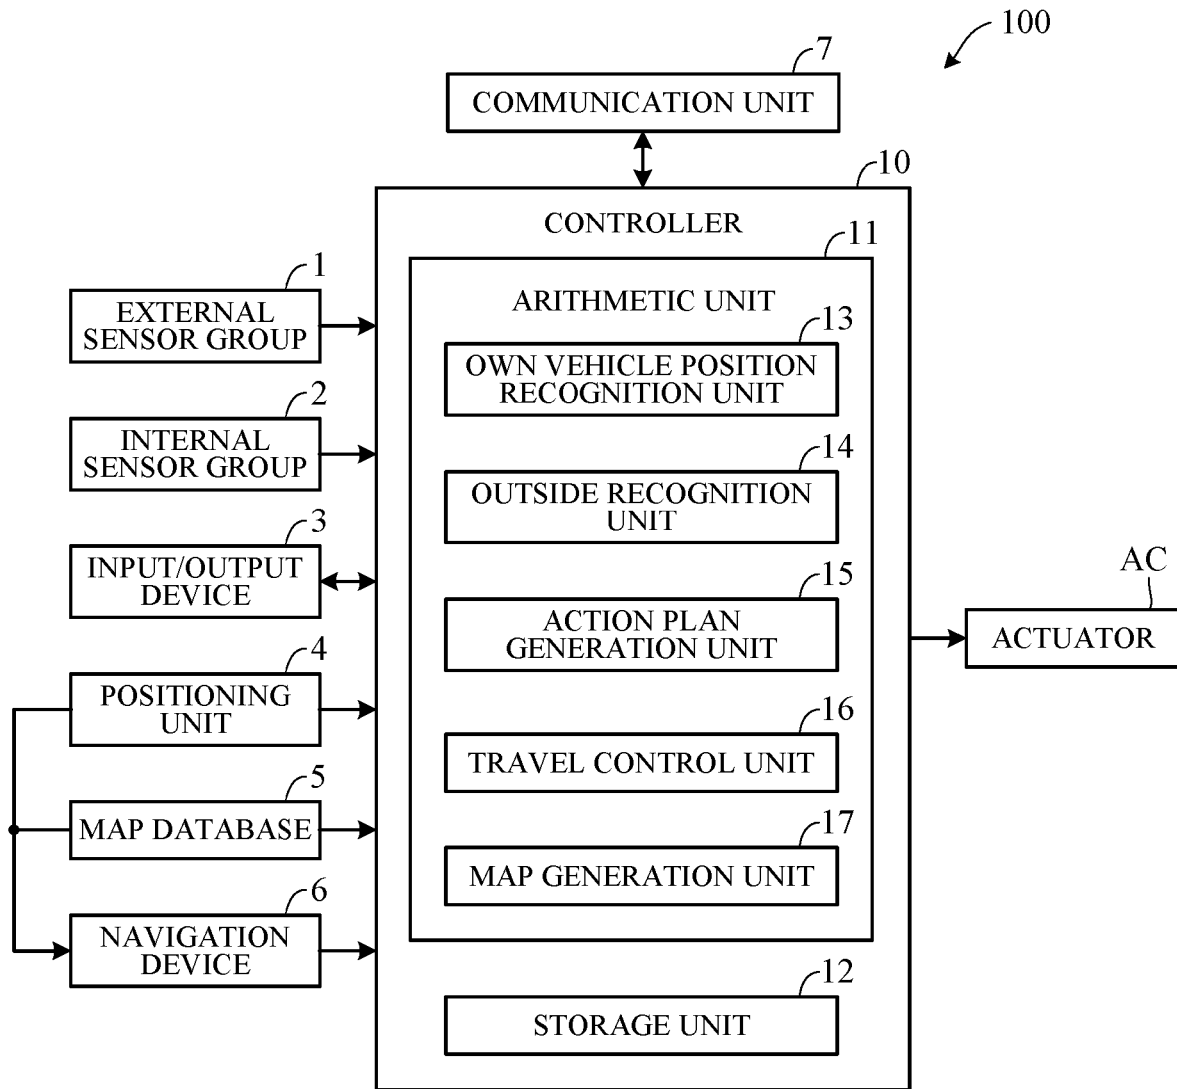 100
7
COMMUNICATION UNIT
10
CONTROLLER
11
ARITHMETIC UNIT
1
EXTERNAL
SENSOR GROUP
13
OWN VEHICLE POSITION
RECOGNITION UNIT
2
INTERNAL
SENSOR GROUP
14
OUTSIDE RECOGNITION
UNIT
3
INPUT/OUTPUT
DEVICE
15
ACTION PLAN
GENERATION UNIT
AC
ACTUATOR
4
POSITIONING
UNIT
16
TRAVEL CONTROL UNIT
5
MAP DATABASE
17
MAP GENERATION UNIT
6
NAVIGATION
DEVICE
12
STORAGE UNIT